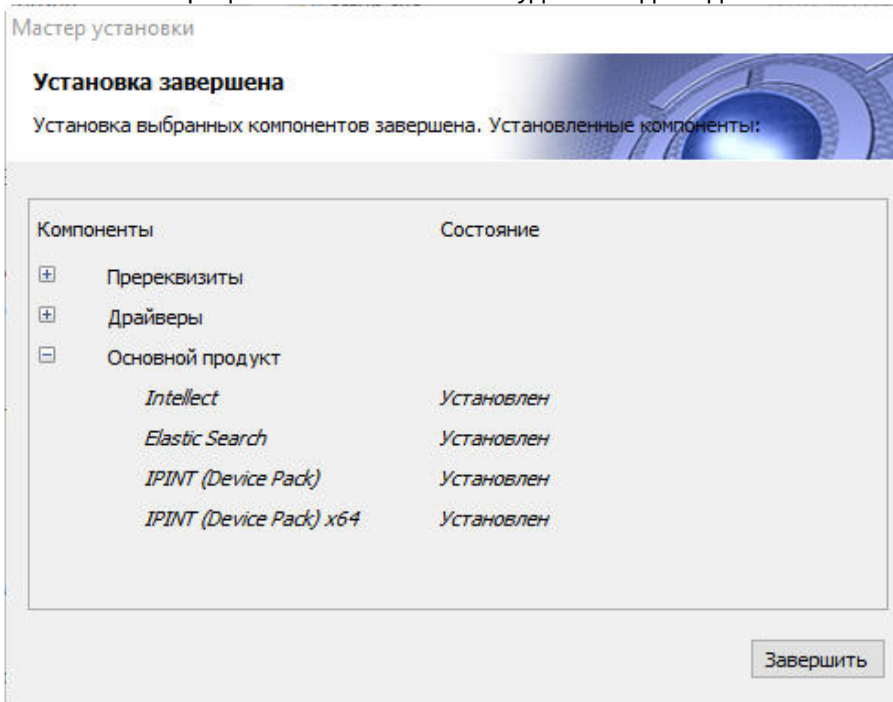 Мастер установки
Установка завершена
Установка выбранных компонентов завершена. Установленные компоненты:
Компоненты Состояние
Пререквизиты
Драйверы
Основной продукт
Intellect Установлен
Elastic Search Установлен
IPINT (Device Pack) Установлен
IPINT (Device Pack) x64 Установлен
Завершить